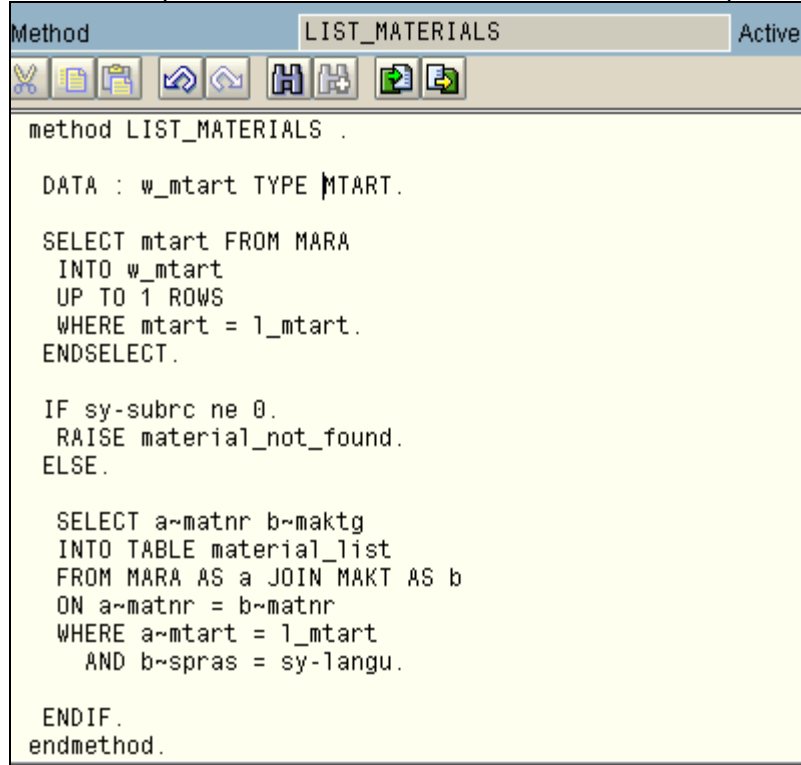 Method LIST_MATERIALS Active
method LIST_MATERIALS .
DATA : w_mtart TYPE MTART.
SELECT mtart FROM MARA
INTO w_mtart
UP TO 1 ROWS
WHERE mtart = l_mtart.
ENDSELECT.
IF sy-subrc ne 0.
RAISE material_not_found.
ELSE.
SELECT a~matnr b~maktg
INTO TABLE material_list
FROM MARA AS a JOIN MAKT AS b
ON a~matnr = b~matnr
WHERE a~mtart = l_mtart
AND b~spras = sy-langu.
ENDIF.
endmethod.